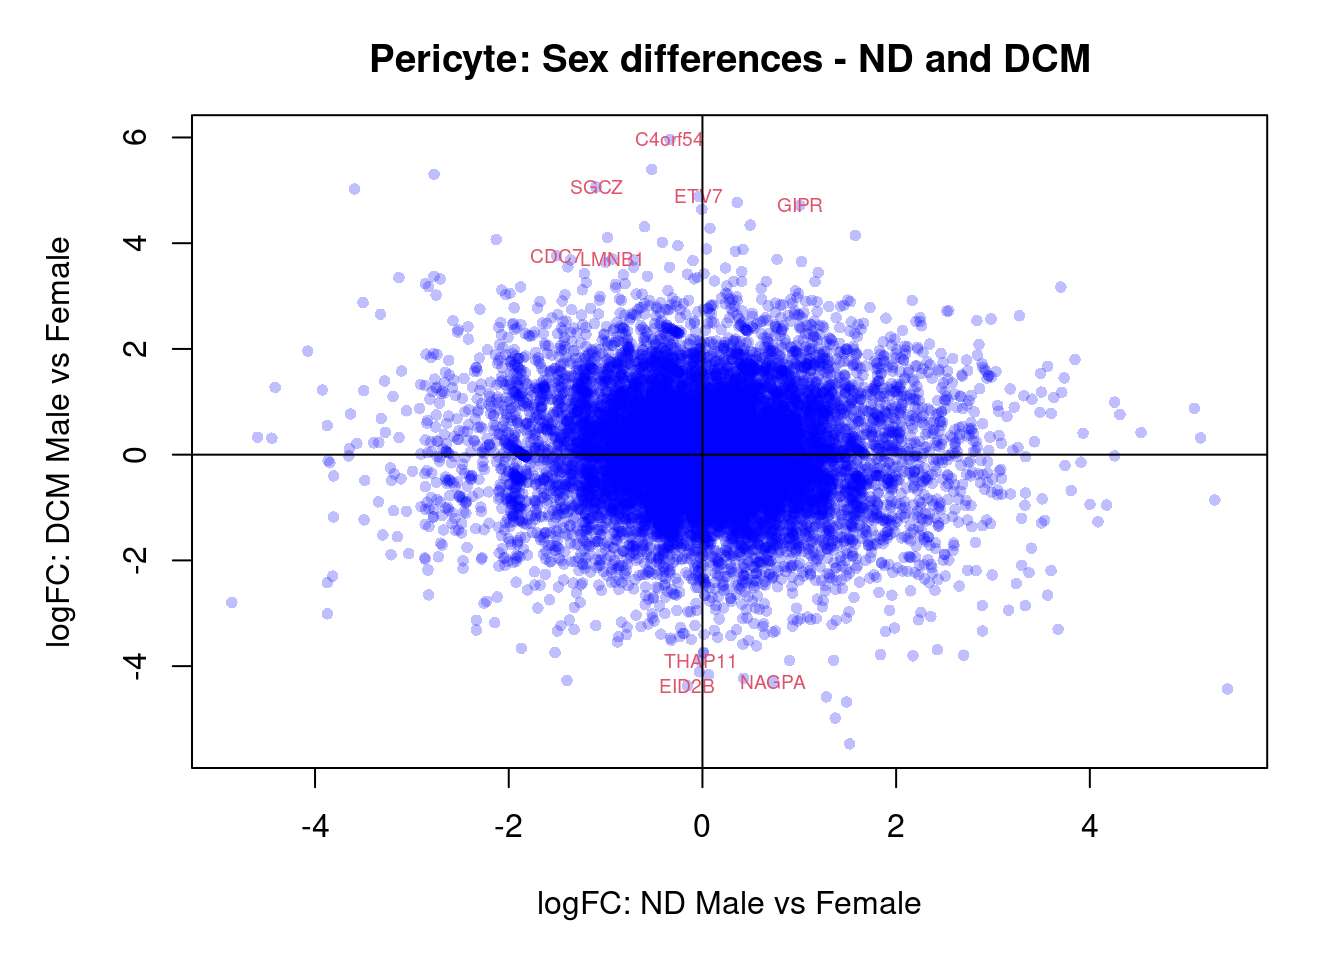 Pericyte: Sex differences - ND and DCM
logFC: DCM Male vs Female
6
4
2
0
-2
-4
C4orf54
SGCZ
ETV7
GIPR
CDC7
LMNB1
THAP11
EID2B
NAGPA
-4
-2
0
2
4
logFC: ND Male vs Female